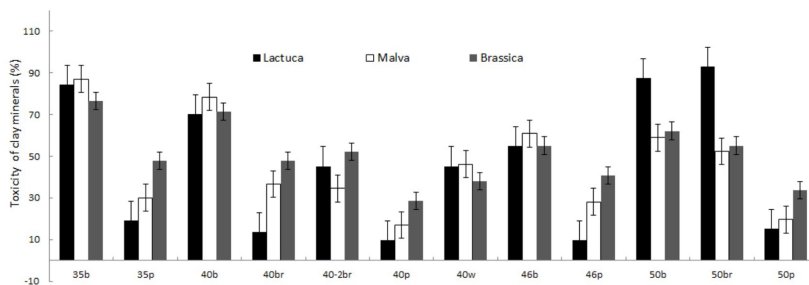 Toxicity of clay minerals (%)
110
90
70
50
30
10
-10
Lactuca Malva Brassica
35b 35p 40b 40br 40-2br 40p 40w 46b 46p 50b 50br 50p